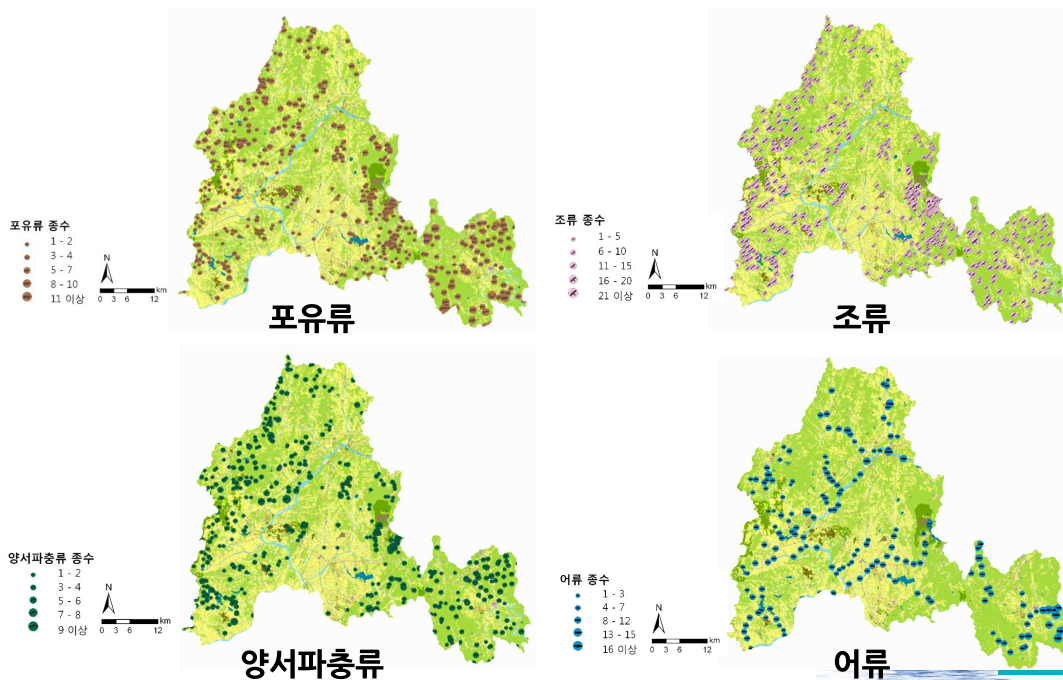 포유류 종수
1 - 2
3 - 4
5 - 7
8 - 10
11 이상
N
km
0 3 6 12
포유류
조류 종수
1 - 5
6 - 10
11 - 15
16 - 20
21 이상
N
km
0 3 6 12
조류
양서파충류 종수
1 - 2
3 - 4
5 - 6
7 - 8
9 이상
N
km
0 3 6 12
양서파충류
어류 종수
1 - 3
4 - 7
8 - 12
13 - 15
16 이상
N
km
0 3 6 12
어류